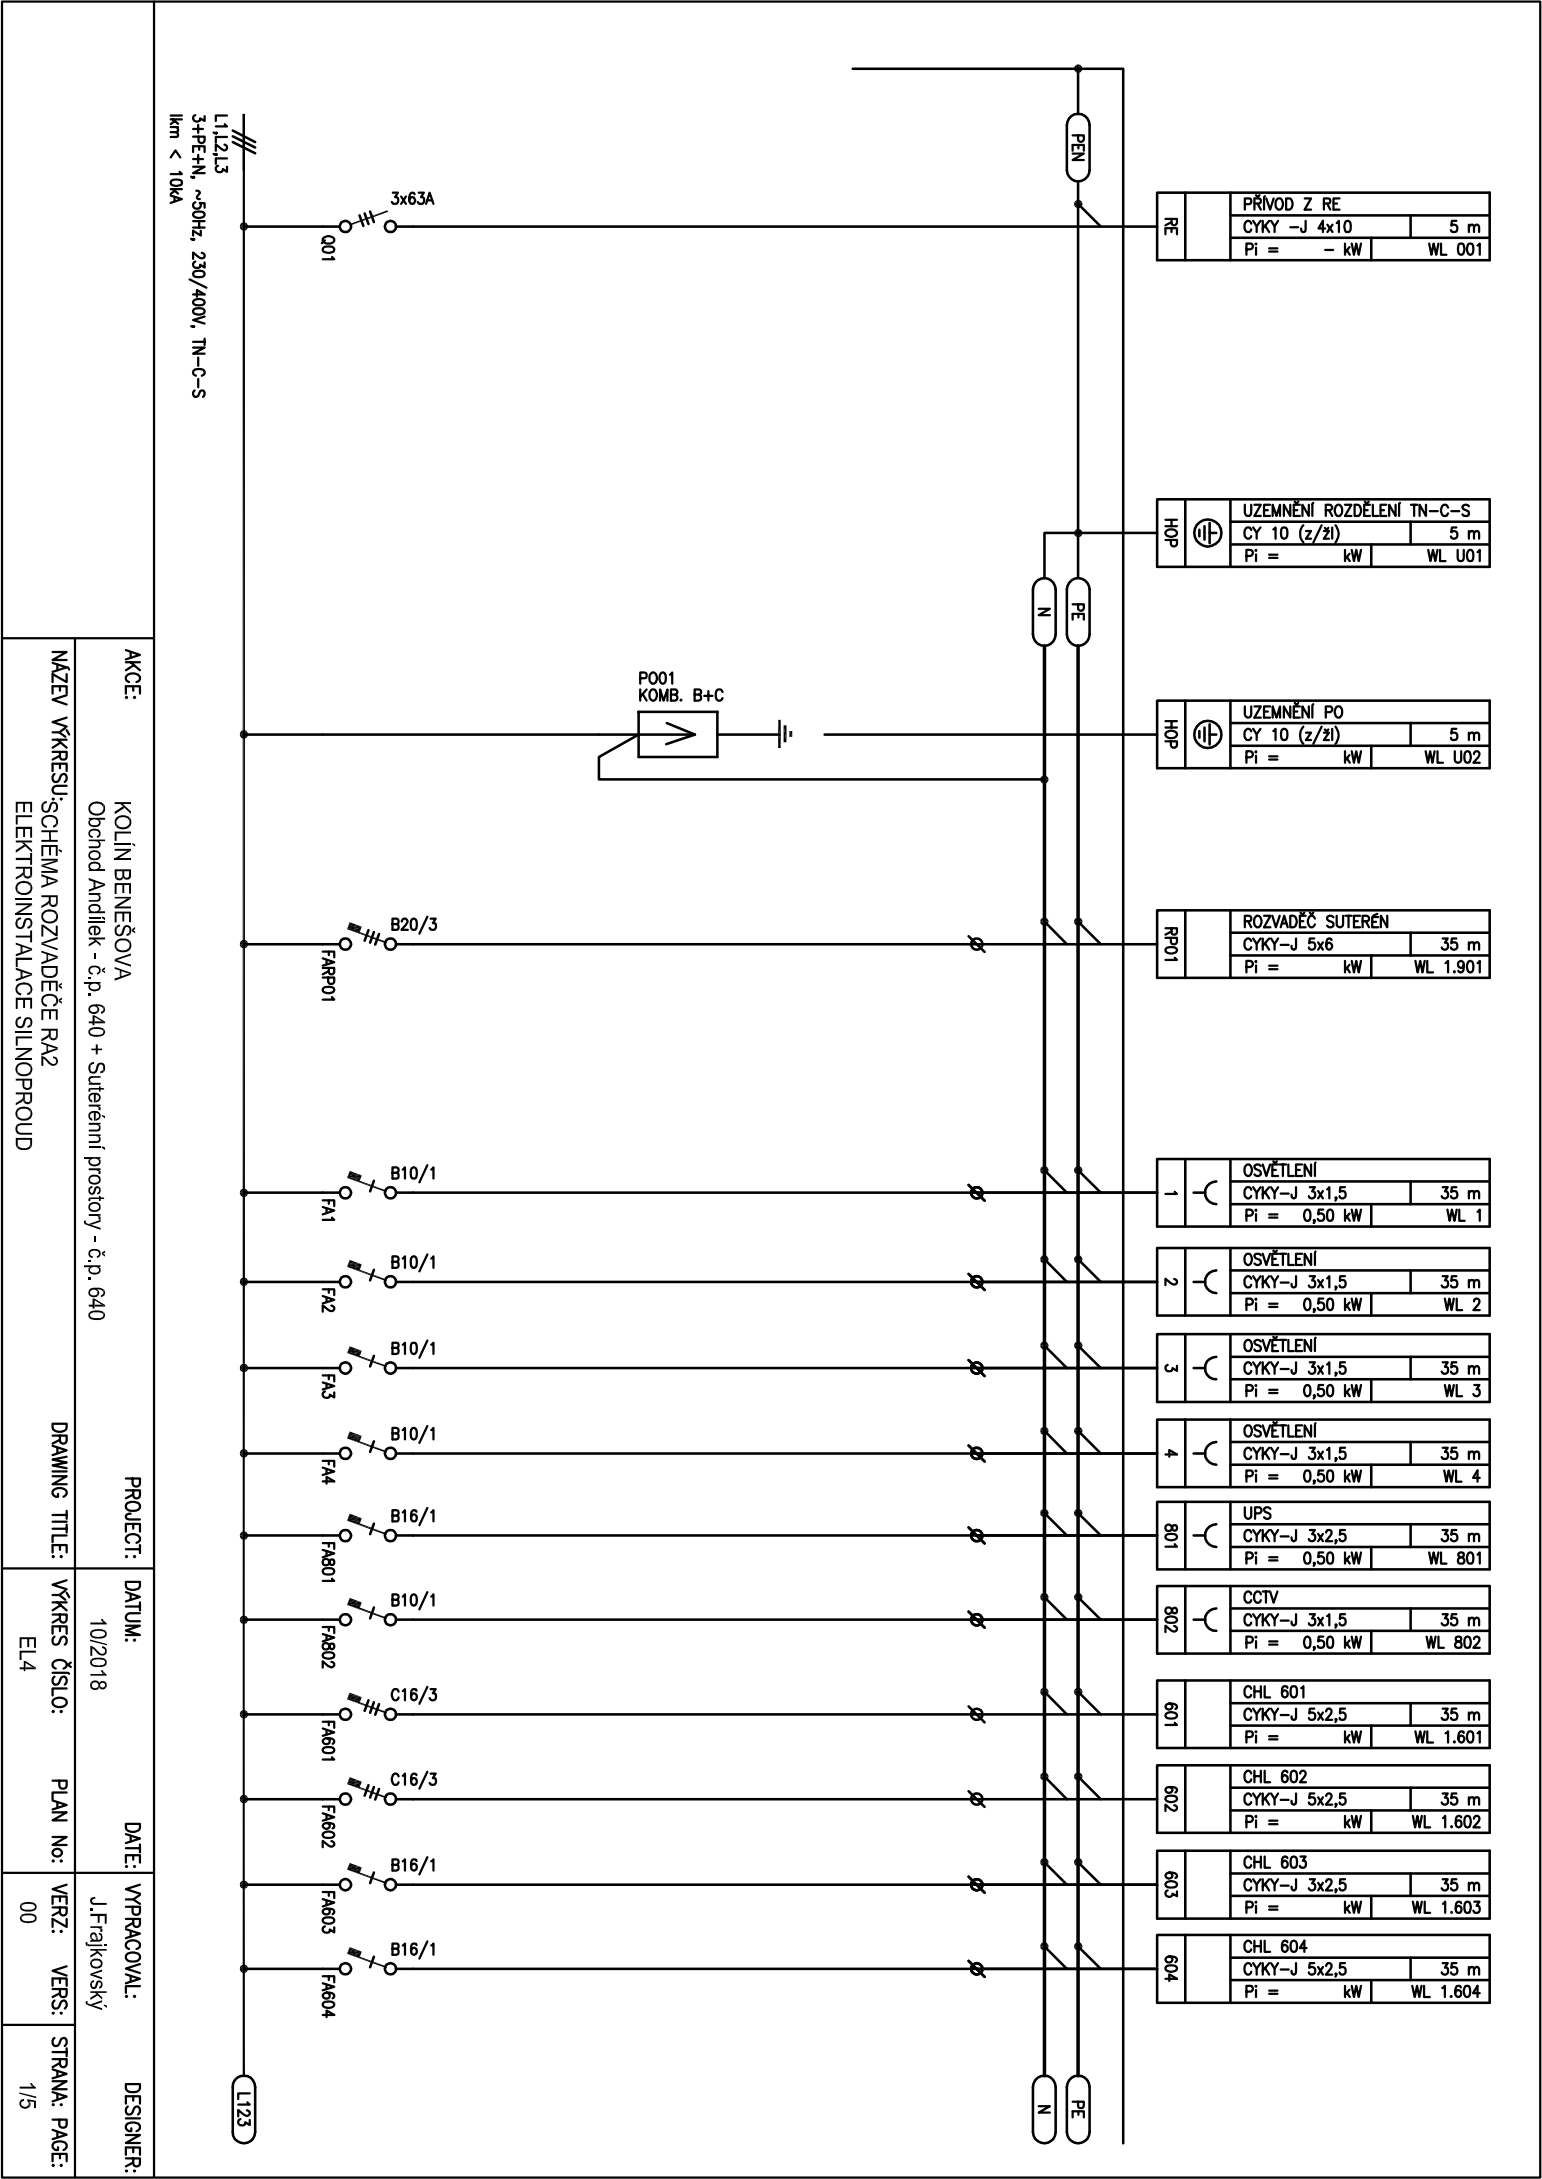 PEN
L1,L2,L3
3+PE+N, ~50Hz, 230/400V, TN-C-S
Ikm < 10kA
3x63A
Q01
RE
PŘÍVOD Z RE
CYKY -J 4x10 5 m
Pi = - kW WL 001
HOP
UZEMNĚNÍ ROZDĚLENÍ TN-C-S
CY 10 (z/žl) 5 m
Pi = kW WL U01
N
PE
P001
KOMB. B+C
HOP
UZEMNĚNÍ PO
CY 10 (z/žl) 5 m
Pi = kW WL U02
B20/3
FARP01
RP01
ROZVADĚČ SUTERÉN
CYKY-J 5x6 35 m
Pi = kW WL 1.901
B10/1
FA1
1
OSVĚTLENÍ
CYKY-J 3x1,5 35 m
Pi = 0,50 kW WL 1
B10/1
FA2
2
OSVĚTLENÍ
CYKY-J 3x1,5 35 m
Pi = 0,50 kW WL 2
B10/1
FA3
3
OSVĚTLENÍ
CYKY-J 3x1,5 35 m
Pi = 0,50 kW WL 3
B10/1
FA4
4
OSVĚTLENÍ
CYKY-J 3x1,5 35 m
Pi = 0,50 kW WL 4
B16/1
FA801
801
UPS
CYKY-J 3x2,5 35 m
Pi = 0,50 kW WL 801
B10/1
FA802
802
CCTV
CYKY-J 3x1,5 35 m
Pi = 0,50 kW WL 802
C16/3
FA601
601
CHL 601
CYKY-J 5x2,5 35 m
Pi = kW WL 1.601
C16/3
FA602
602
CHL 602
CYKY-J 5x2,5 35 m
Pi = kW WL 1.602
B16/1
FA603
603
CHL 603
CYKY-J 3x2,5 35 m
Pi = kW WL 1.603
B16/1
FA604
604
CHL 604
CYKY-J 5x2,5 35 m
Pi = kW WL 1.604
L123
N
PE
AKCE: PROJECT:
KOLÍN BENEŠOVA
Obchod Andílek - č.p. 640 + Suterénní prostory - č.p. 640
NÁZEV VÝKRESU: DRAWING TITLE:
SCHÉMA ROZVADĚČE RA2
ELEKTROINSTALACE SILNOPROUD
DATUM: DATE:
10/2018
VÝKRES ČÍSLO: PLAN No:
EL4
VYPRACOVAL: DESIGNER:
J.Frajkovský
VERZ: VERS:
00
STRANA: PAGE:
1/5